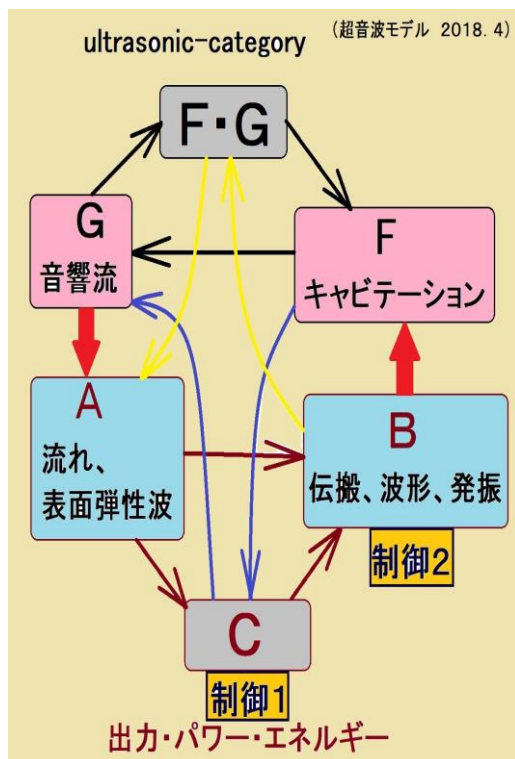 ultrasonic-category
(超音波モデル 2018.4)
F・G
G
音響流
F
キャビテーション
A
流れ、
表面弾性波
B
伝搬、波形、発振
制御2
C
制御1
出力・パワー・エネルギー